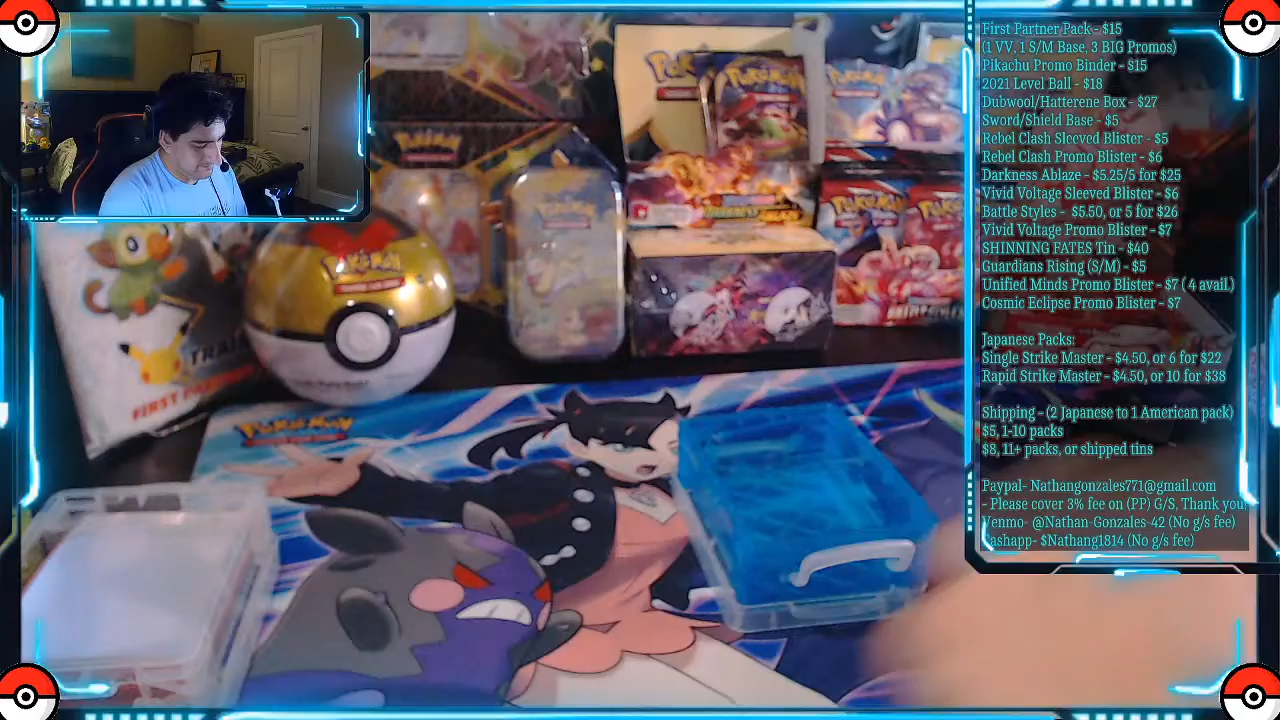 First Partner Pack - $15
(1 VV, 1 S/M Base, 3 BIG Promos)
Pikachu Promo Binder - $15
2021 Level Ball - $18
Dubwool/Hatterene Box - $27
Sword/Shield Base - $5
Rebel Clash Sleeved Blister - $5
Rebel Clash Promo Blister - $6
Darkness Ablaze - $5.25/5 for $25
Vivid Voltage Sleeved Blister - $6
Battle Styles - $5.50, or 5 for $26
Vivid Voltage Promo Blister - $7
SHINNING FATES Tin - $40
Guardians Rising (S/M) - $5
Unified Minds Promo Blister - $7 ( 4 avail.)
Cosmic Eclipse Promo Blister - $7
Japanese Packs:
Single Strike Master - $4.50, or 6 for $22
Rapid Strike Master - $4.50, or 10 for $38
Shipping - (2 Japanese to 1 American pack)
$5, 1-10 packs
$8, 11+ packs, or shipped tins
Paypal- Nathangonzales771@gmail.com
- Please cover 3% fee on (PP) G/S, Thank you!
Venmo- @Nathan-Gonzales-42 (No g/s fee)
Cashapp- $Nathang1814 (No g/s fee)
Pokémon
Pokémon
Pokémon
Pokémon
Pokémon
Pokémon
FIRST